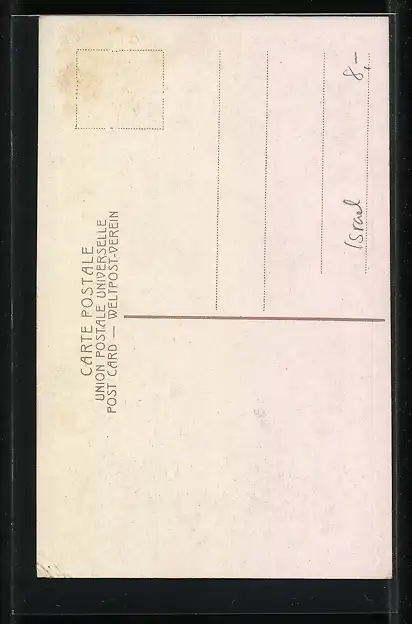 CARTE POSTALE
UNION POSTALE UNIVERSELLE
POST CARD — WELTPOST-VEREIN
Israel 8,-